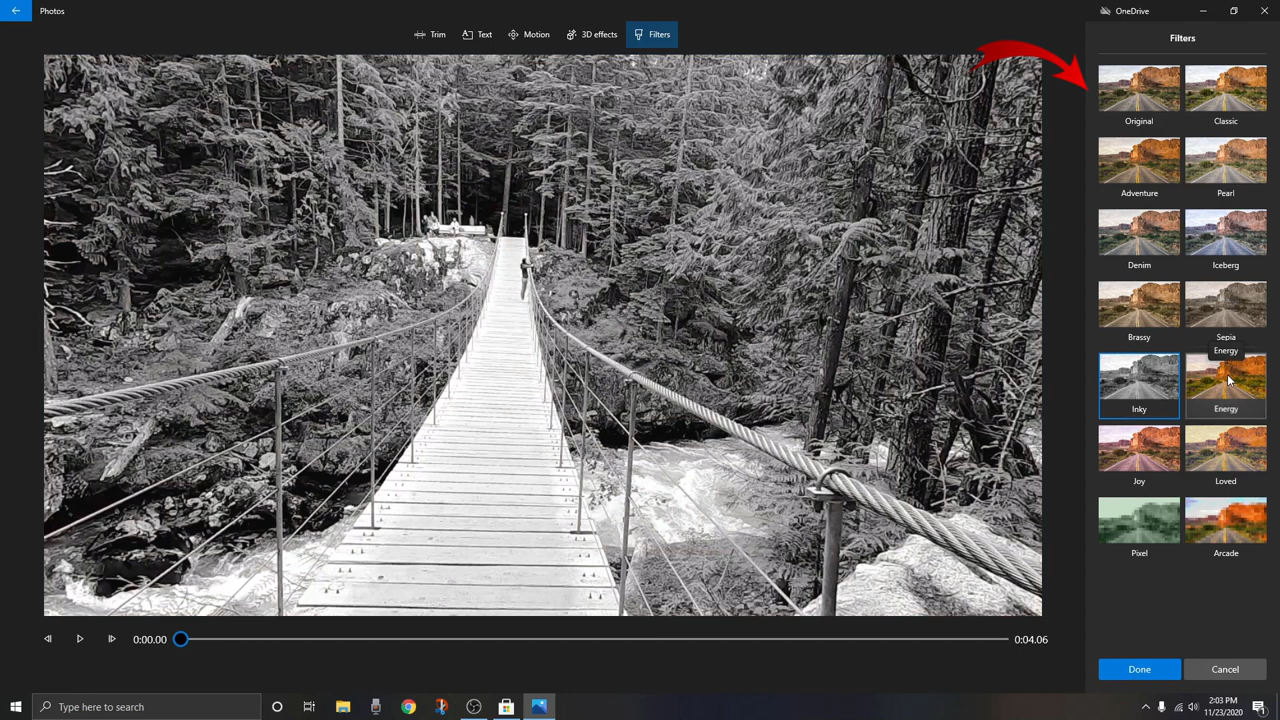 Photos
OneDrive
Trim
Text
Motion
3D effects
Filters
Filters
Original
Classic
Adventure
Pearl
Denim
Iceberg
Brassy
Sepia
Energy
Inky
Energy
Joy
Loved
Pixel
Arcade
0:00.00
0:04.06
Done
Cancel
Type here to search
2:03 PM
11/23/2020
1